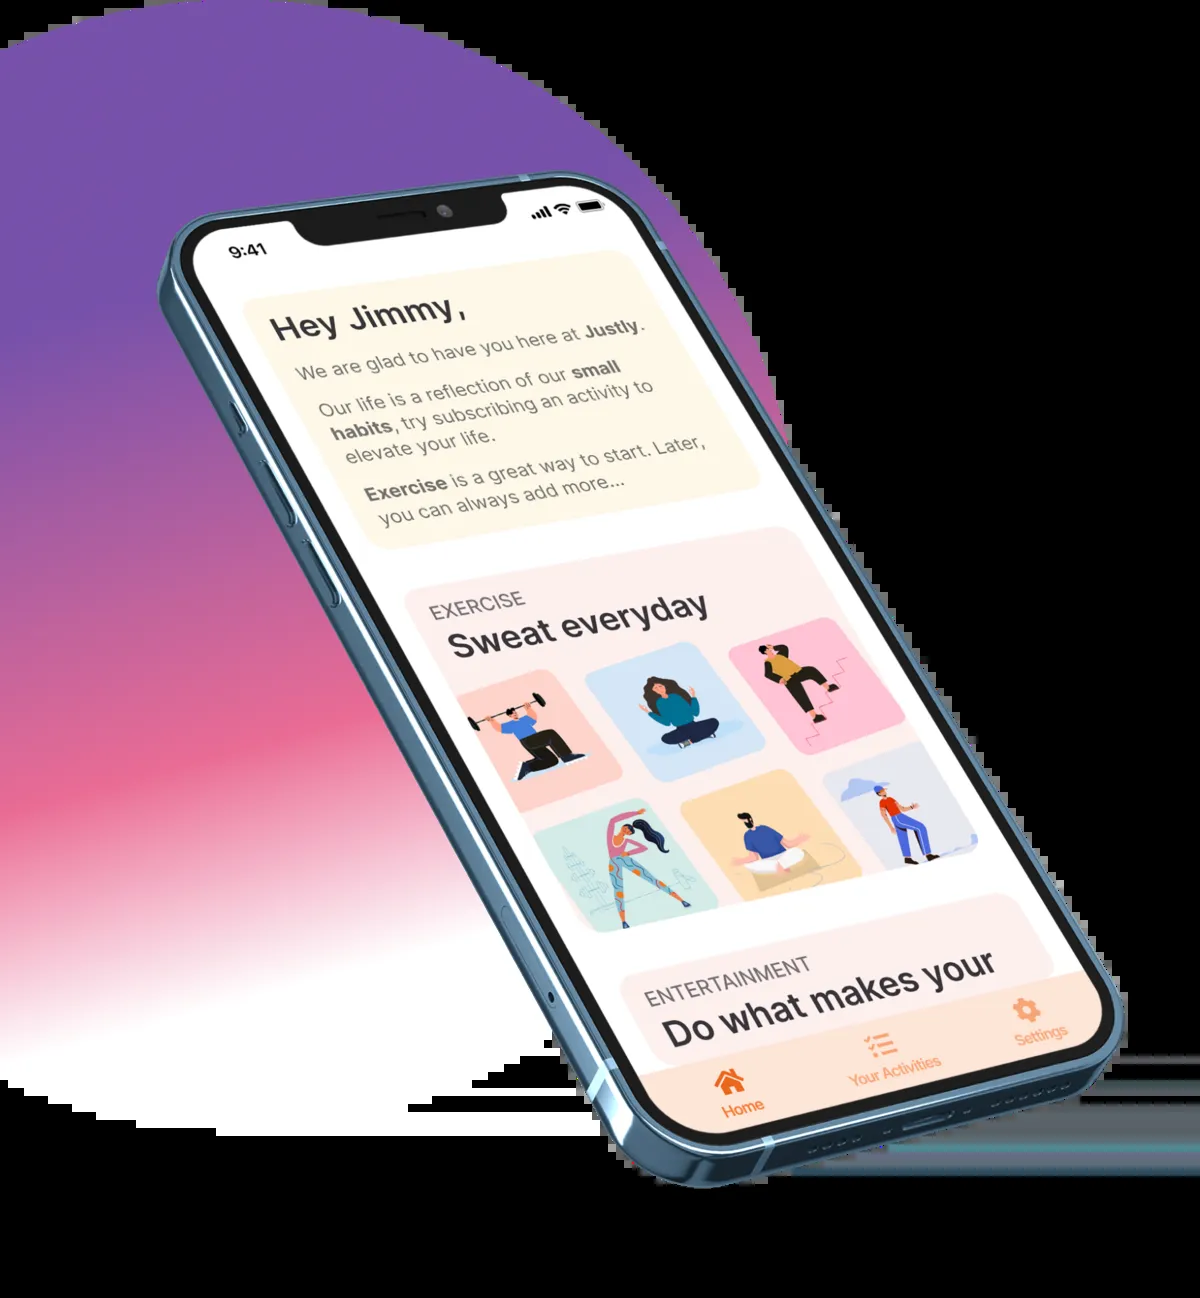 9:41
Hey Jimmy,
We are glad to have you here at Justly.
Our life is a reflection of our small
habits, try subscribing an activity to
elevate your life.
Exercise is a great way to start. Later,
you can always add more...
EXERCISE
Sweat everyday
ENTERTAINMENT
Do what makes your
Home
Your Activities
Settings